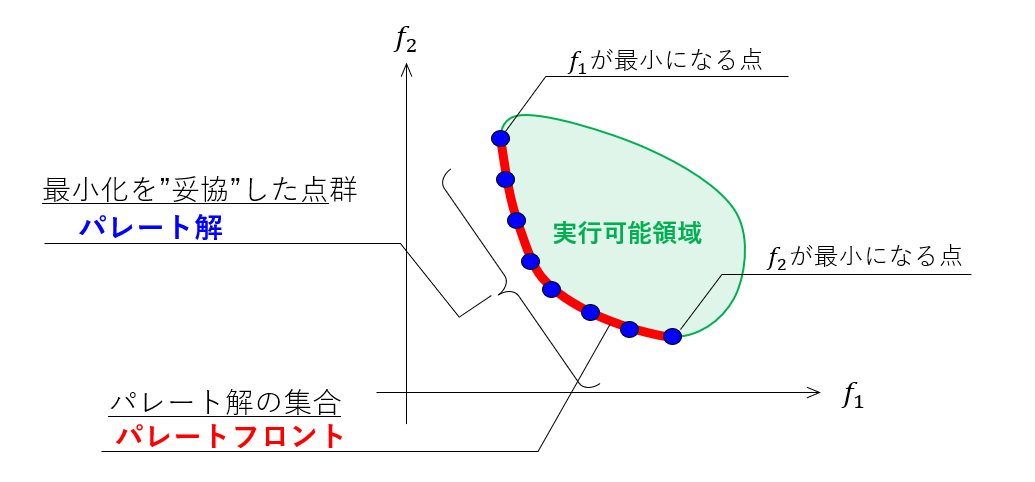 f₂
f₁が最小になる点
最小化を”妥協”した点群
パレート解
実行可能領域
f₂が最小になる点
パレート解の集合
パレートフロント
f₁